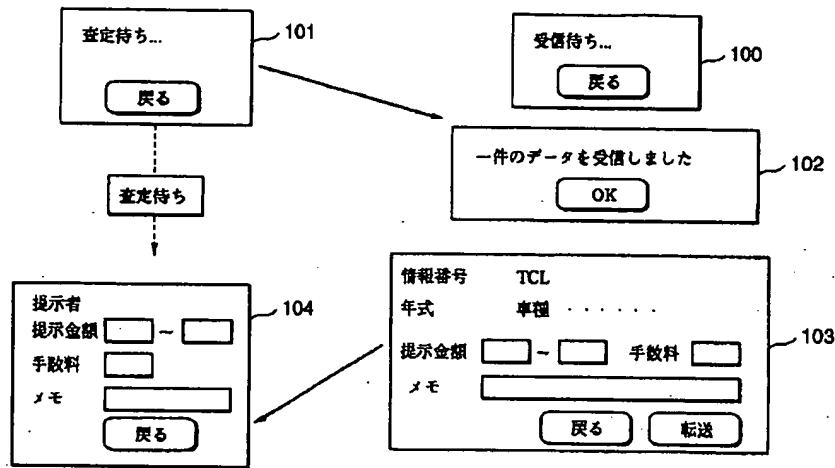 査定待ち...
戻る
101
受信待ち...
戻る
100
一件のデータを受信しました
OK
102
査定待ち
提示者
提示金額 ～
手数料
メモ
戻る
104
情報番号 TCL
年式 車種 ・・・・・・
提示金額 ～ 手数料
メモ
戻る 転送
103